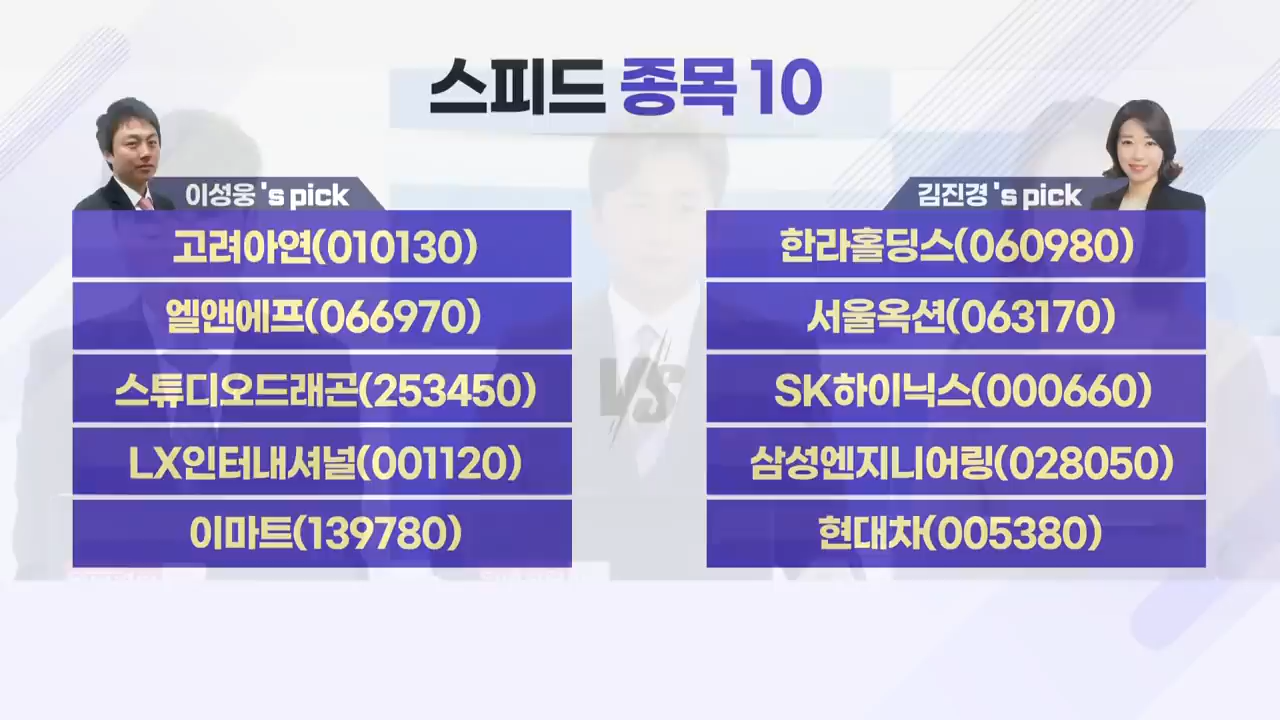 스피드 종목 10
이성웅 's pick
고려아연(010130)
엘앤에프(066970)
스튜디오드래곤(253450)
LX인터내셔널(001120)
이마트(139780)
VS
김진경 's pick
한라홀딩스(060980)
서울옥션(063170)
SK하이닉스(000660)
삼성엔지니어링(028050)
현대차(005380)